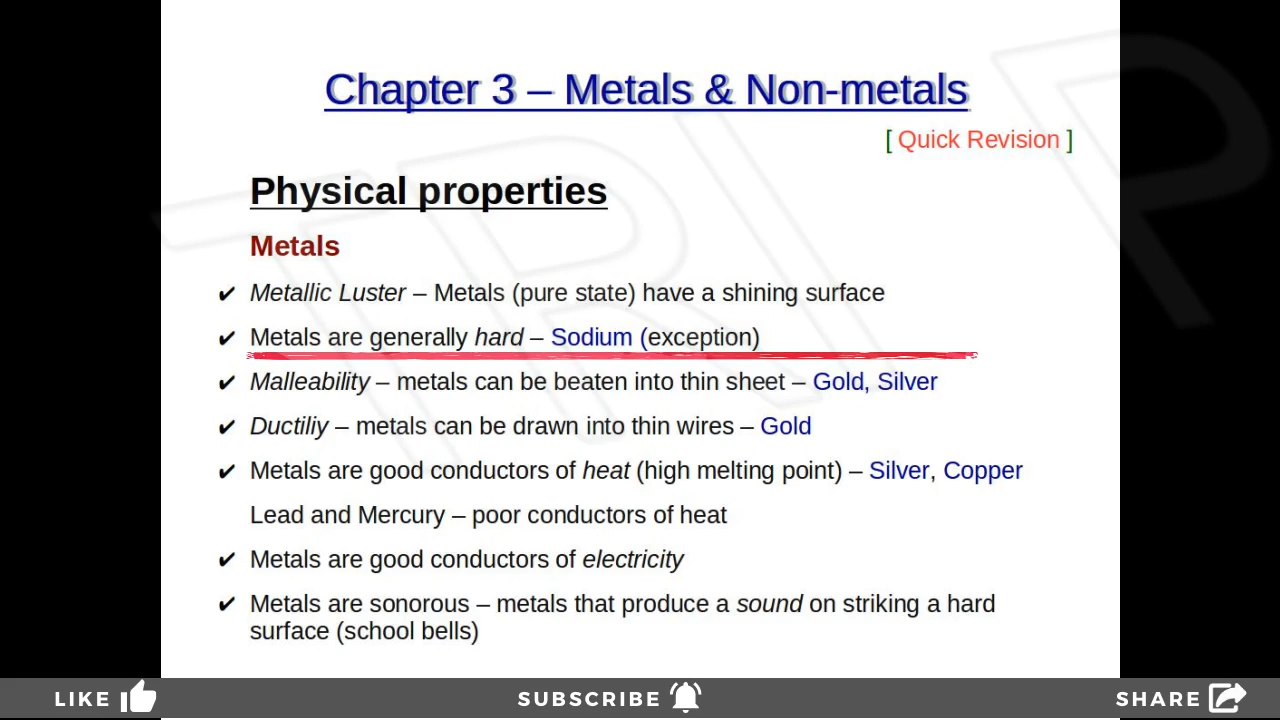 Chapter 3 – Metals & Non-metals
[ Quick Revision ]
Physical properties
Metals
✔ Metallic Luster – Metals (pure state) have a shining surface
✔ Metals are generally hard – Sodium (exception)
✔ Malleability – metals can be beaten into thin sheet – Gold, Silver
✔ Ductiliy – metals can be drawn into thin wires – Gold
✔ Metals are good conductors of heat (high melting point) – Silver, Copper
Lead and Mercury – poor conductors of heat
✔ Metals are good conductors of electricity
✔ Metals are sonorous – metals that produce a sound on striking a hard
surface (school bells)
LIKE SUBSCRIBE SHARE